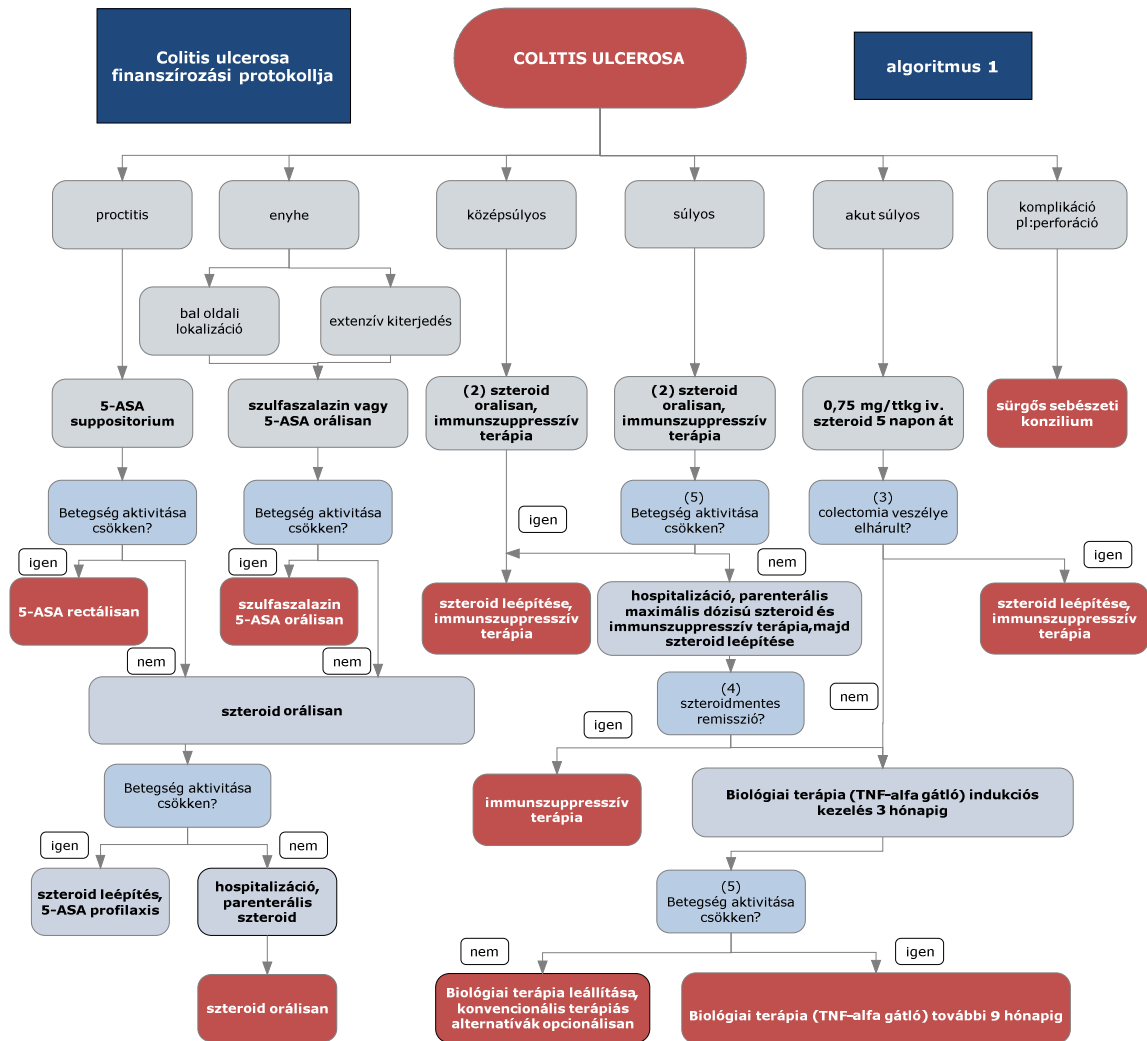 Colitis ulcerosa
finanszírozási protokollja
COLITIS ULCEROSA
algoritmus 1
proctitis
enyhe
középsúlyos
súlyos
akut súlyos
komplikáció
pl:perforáció
bal oldali
lokalizáció
extenzív kiterjedés
5-ASA
suppositorium
szulfaszalazin vagy
5-ASA orálisan
(2) szteroid
oralisan,
immunszuppresszív
terápia
(2) szteroid
oralisan,
immunszuppresszív
terápia
0,75 mg/ttkg iv.
szteroid 5 napon át
sürgős sebészeti
konzilium
Betegség aktivitása
csökken?
Betegség aktivitása
csökken?
(5)
Betegség aktivitása
csökken?
(3)
colectomia veszélye
elhárult?
igen
igen
igen
nem
igen
5-ASA rectálisan
szulfaszalazin
5-ASA orálisan
szteroid leépítése,
immunszuppresszív
terápia
hospitalizáció, parenterális
maximális dózisú szteroid és
immunszuppresszív terápia,majd
szteroid leépítése
szteroid leépítése,
immunszuppresszív
terápia
nem
nem
szteroid orálisan
(4)
szteroidmentes
remisszió?
nem
igen
Betegség aktivitása
csökken?
immunszuppresszív
terápia
Biológiai terápia (TNF-alfa gátló) indukciós
kezelés 3 hónapig
igen
nem
szteroid leépítés,
5-ASA profilaxis
hospitalizáció,
parenterális
szteroid
(5)
Betegség aktivitása
csökken?
nem
igen
szteroid orálisan
Biológiai terápia leállítása,
konvencionális terápiás
alternatívák opcionálisan
Biológiai terápia (TNF-alfa gátló) további 9 hónapig